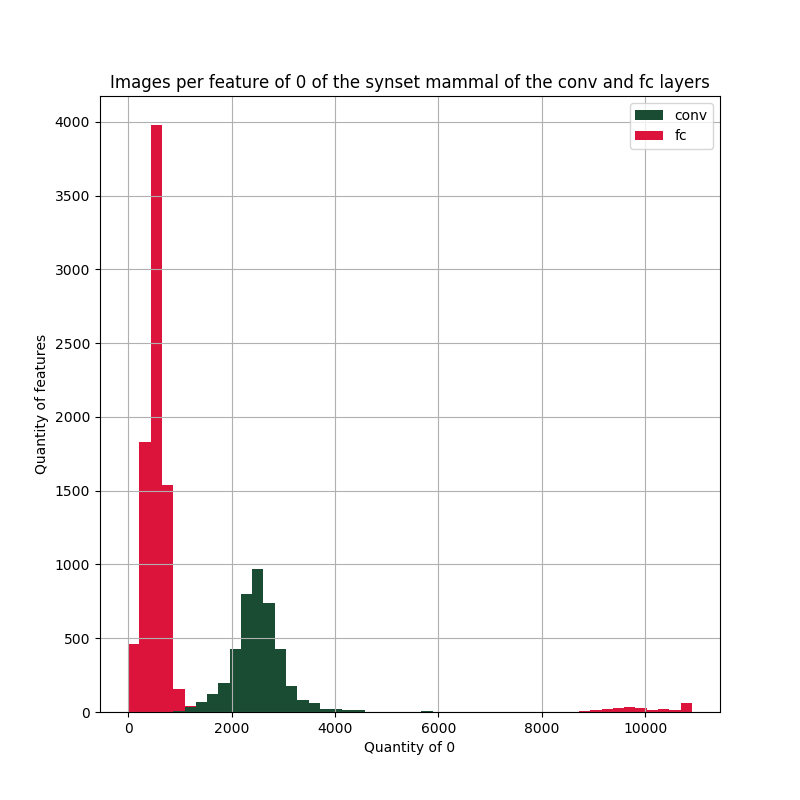 Images per feature of 0 of the synset mammal of the conv and fc layers
conv
fc
4000
3500
3000
2500
2000
1500
1000
500
0
Quantity of features
0 2000 4000 6000 8000 10000
Quantity of 0